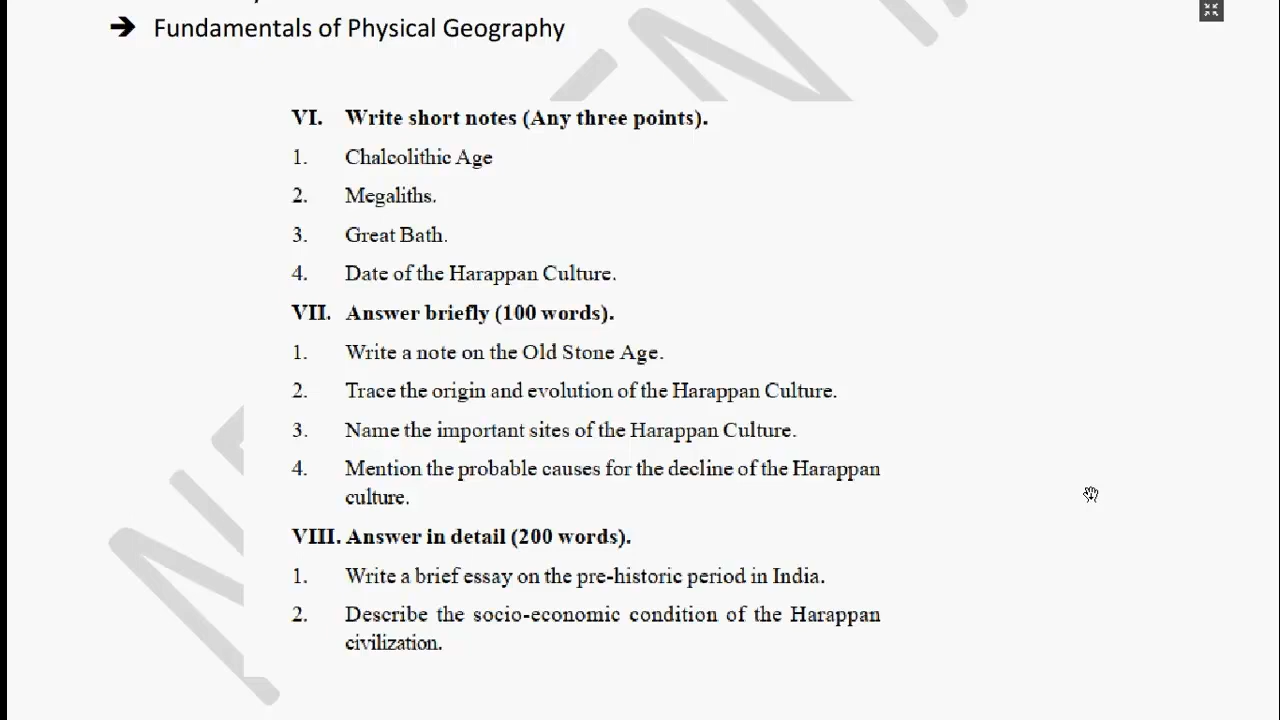 ➔ Fundamentals of Physical Geography
VI. Write short notes (Any three points).
1. Chalcolithic Age
2. Megaliths.
3. Great Bath.
4. Date of the Harappan Culture.
VII. Answer briefly (100 words).
1. Write a note on the Old Stone Age.
2. Trace the origin and evolution of the Harappan Culture.
3. Name the important sites of the Harappan Culture.
4. Mention the probable causes for the decline of the Harappan
culture.
VIII. Answer in detail (200 words).
1. Write a brief essay on the pre-historic period in India.
2. Describe the socio-economic condition of the Harappan
civilization.